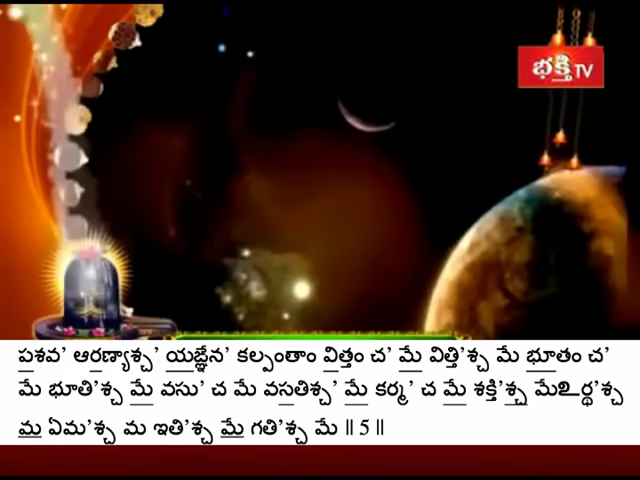 భక్తి TV
పశవ' ఆరణ్యాశ్చ' యజ్ఞేన' కల్పంతాం విత్తం చ' మే విత్తి'శ్చ మే భూతం చ'
మే భూతి'శ్చ మే వసు' చ మే వసతిశ్చ' మే కర్మ' చ మే శక్తి'శ్చ మేఽర్థ'శ్చ
మ ఏమ'శ్చ మ ఇతి'శ్చ మే గతి'శ్చ మే || 5 ||